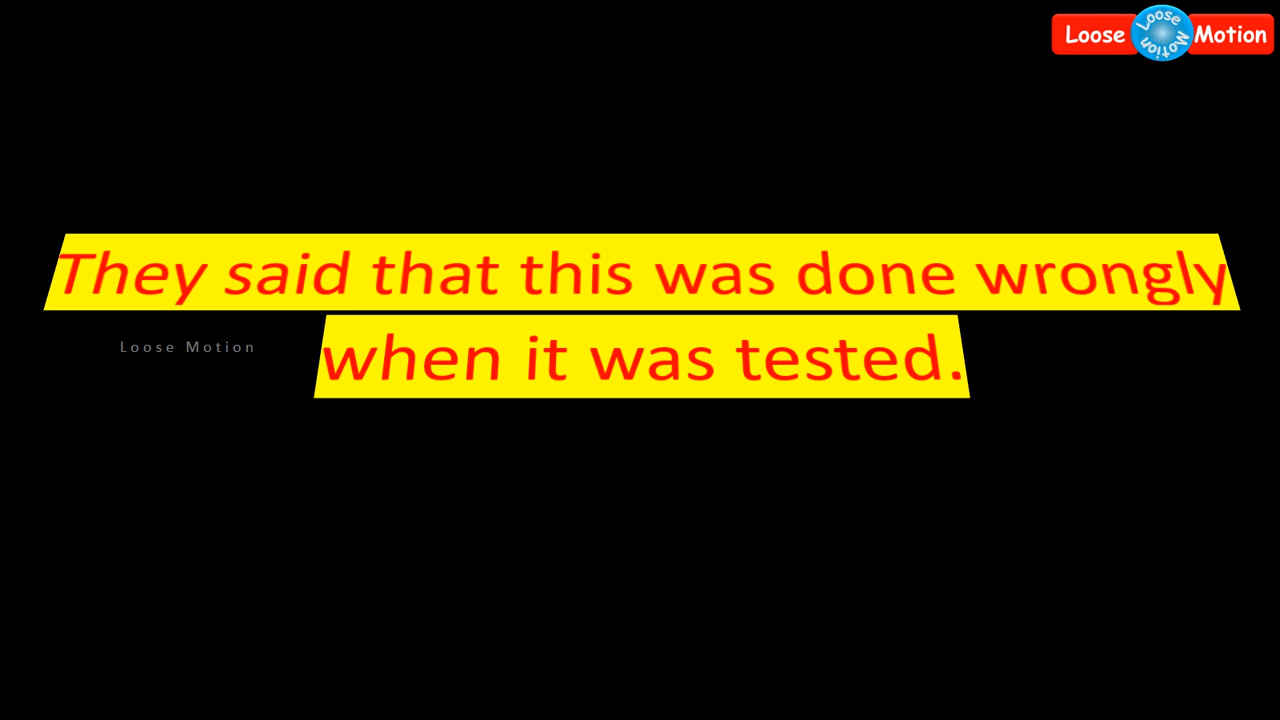 Loose Loose Motion Motion
They said that this was done wrongly
when it was tested.
Loose Motion